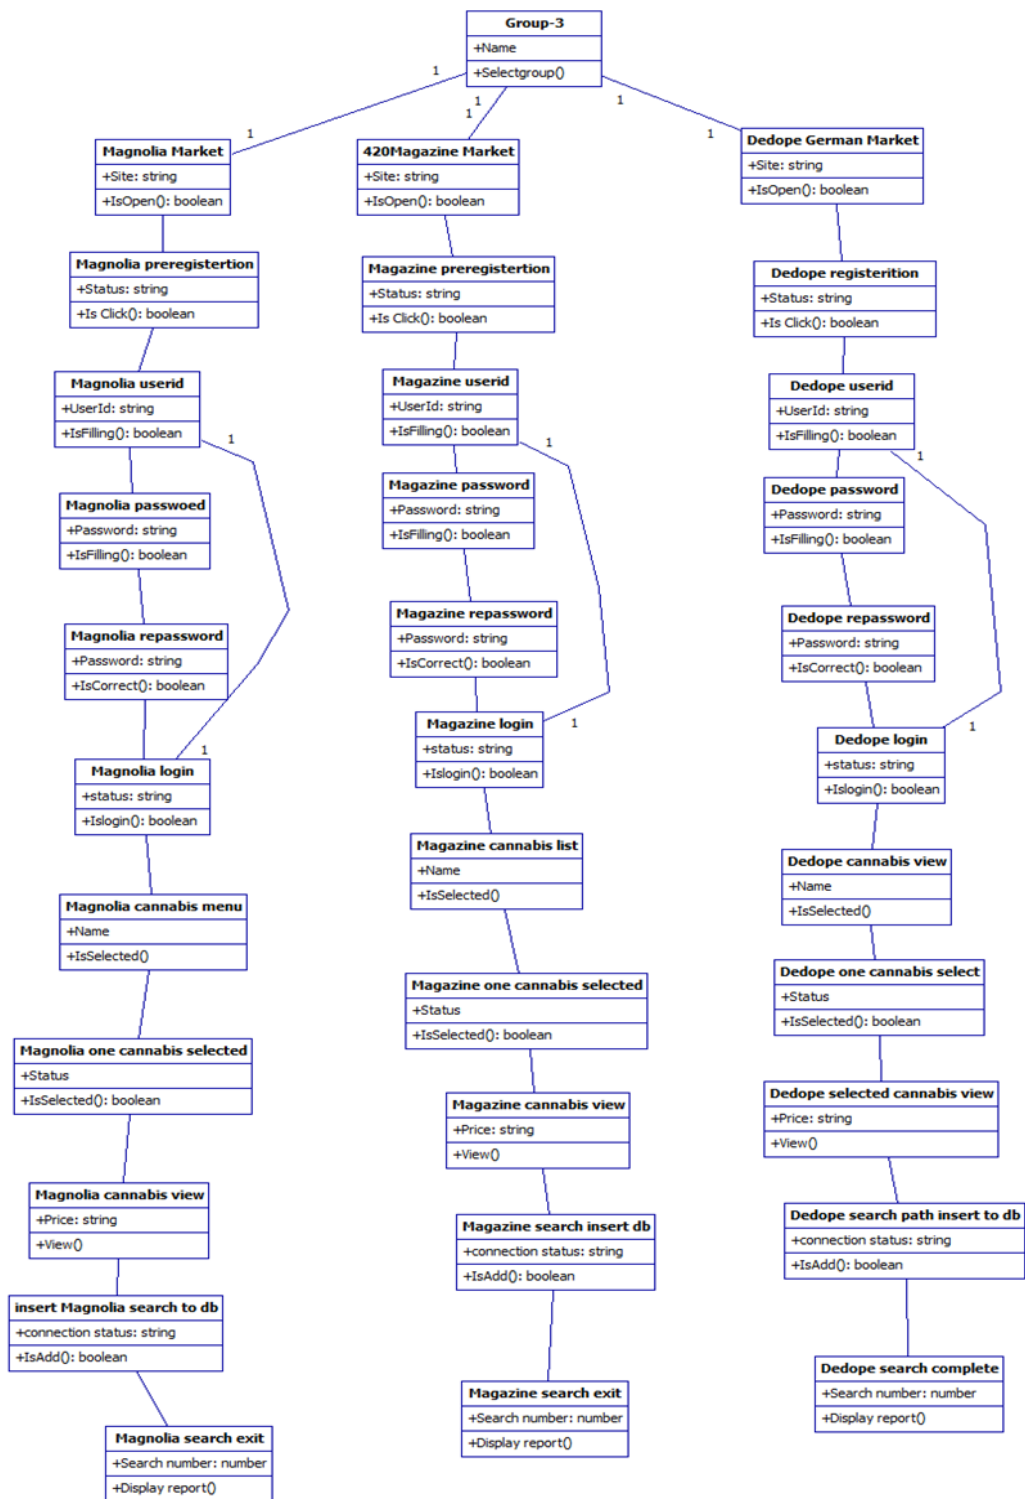 Group-3
+Name
+Selectgroup()
1
1
1
1
1
1
Magnolia Market
+Site: string
+IsOpen(): boolean
420Magazine Market
+Site: string
+IsOpen(): boolean
Dedope German Market
+Site: string
+IsOpen(): boolean
Magnolia preregistertion
+Status: string
+Is Click(): boolean
Magazine preregistertion
+Status: string
+Is Click(): boolean
Dedope registerition
+Status: string
+Is Click(): boolean
Magnolia userid
+UserId: string
+IsFilling(): boolean
1
Magazine userid
+UserId: string
+IsFilling(): boolean
1
Dedope userid
+UserId: string
+IsFilling(): boolean
1
Magnolia passwoed
+Password: string
+IsFilling(): boolean
Magazine password
+Password: string
+IsFilling(): boolean
Dedope password
+Password: string
+IsFilling(): boolean
Magnolia repassword
+Password: string
+IsCorrect(): boolean
Magazine repassword
+Password: string
+IsCorrect(): boolean
Dedope repassword
+Password: string
+IsCorrect(): boolean
1
Magnolia login
+status: string
+Islogin(): boolean
1
Magazine login
+status: string
+Islogin(): boolean
1
Dedope login
+status: string
+Islogin(): boolean
Magnolia cannabis menu
+Name
+IsSelected()
Magazine cannabis list
+Name
+IsSelected()
Dedope cannabis view
+Name
+IsSelected()
Magnolia one cannabis selected
+Status
+IsSelected(): boolean
Magazine one cannabis selected
+Status
+IsSelected(): boolean
Dedope one cannabis select
+Status
+IsSelected(): boolean
Magnolia cannabis view
+Price: string
+View()
Magazine cannabis view
+Price: string
+View()
Dedope selected cannabis view
+Price: string
+View()
insert Magnolia search to db
+connection status: string
+IsAdd(): boolean
Magazine search insert db
+connection status: string
+IsAdd(): boolean
Dedope search path insert to db
+connection status: string
+IsAdd(): boolean
Magnolia search exit
+Search number: number
+Display report()
Magazine search exit
+Search number: number
+Display report()
Dedope search complete
+Search number: number
+Display report()